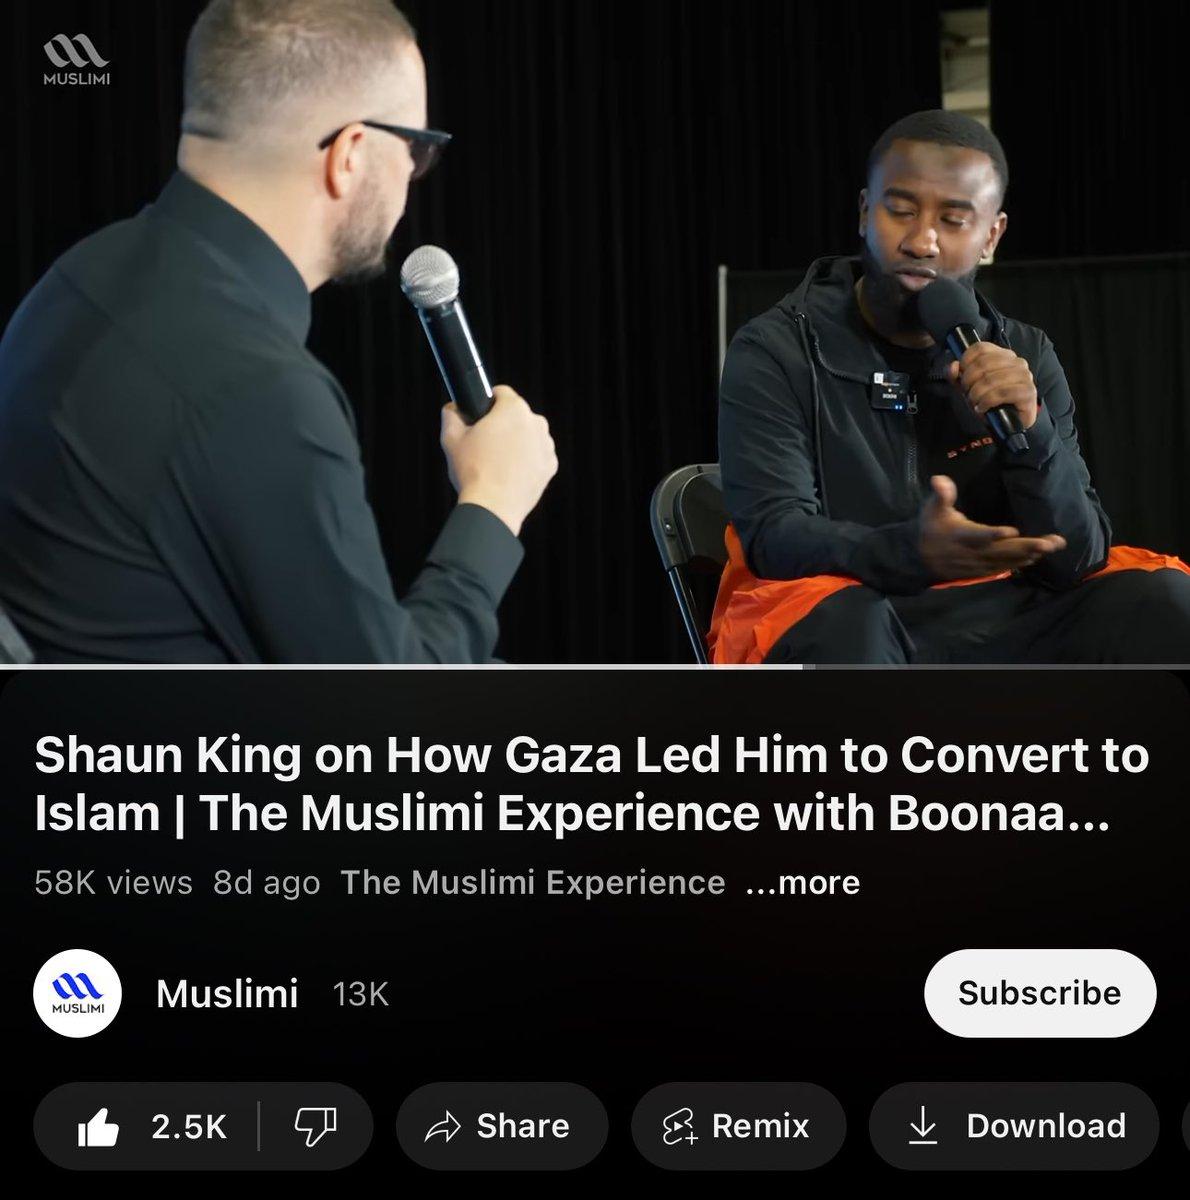 MUSLIMI
SYND
Shaun King on How Gaza Led Him to Convert to
Islam | The Muslimi Experience with Boonaa...
58K views 8d ago The Muslimi Experience ...more
MUSLIMI
Muslimi 13K
Subscribe
2.5K Share Remix Download